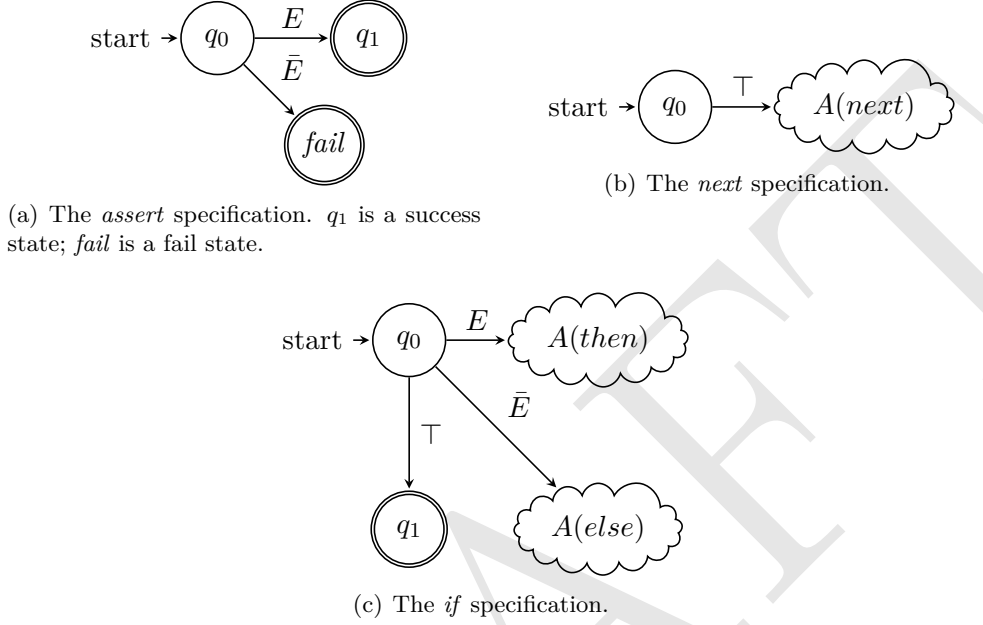 start q₀ E q₁
Ē
fail
(a) The assert specification. q₁ is a success
state; fail is a fail state.
start q₀ ⊤ A(next)
(b) The next specification.
start q₀ E A(then)
Ē
⊤
q₁ A(else)
(c) The if specification.
AFT